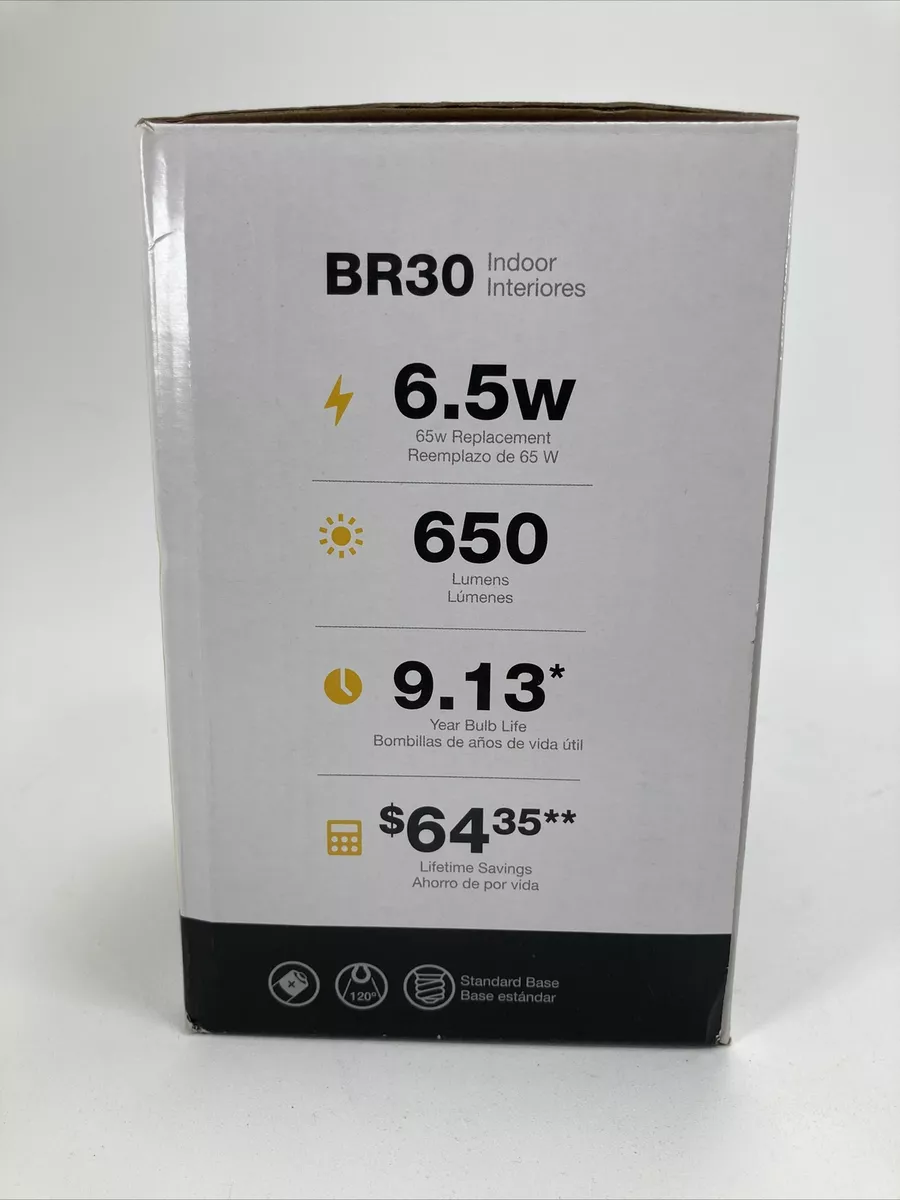 BR30 Indoor
Interiores
6.5w
65w Replacement
Reemplazo de 65 W
650
Lumens
Lúmenes
9.13*
Year Bulb Life
Bombillas de años de vida útil
$64 35**
Lifetime Savings
Ahorro de por vida
120º
Standard Base
Base estándar